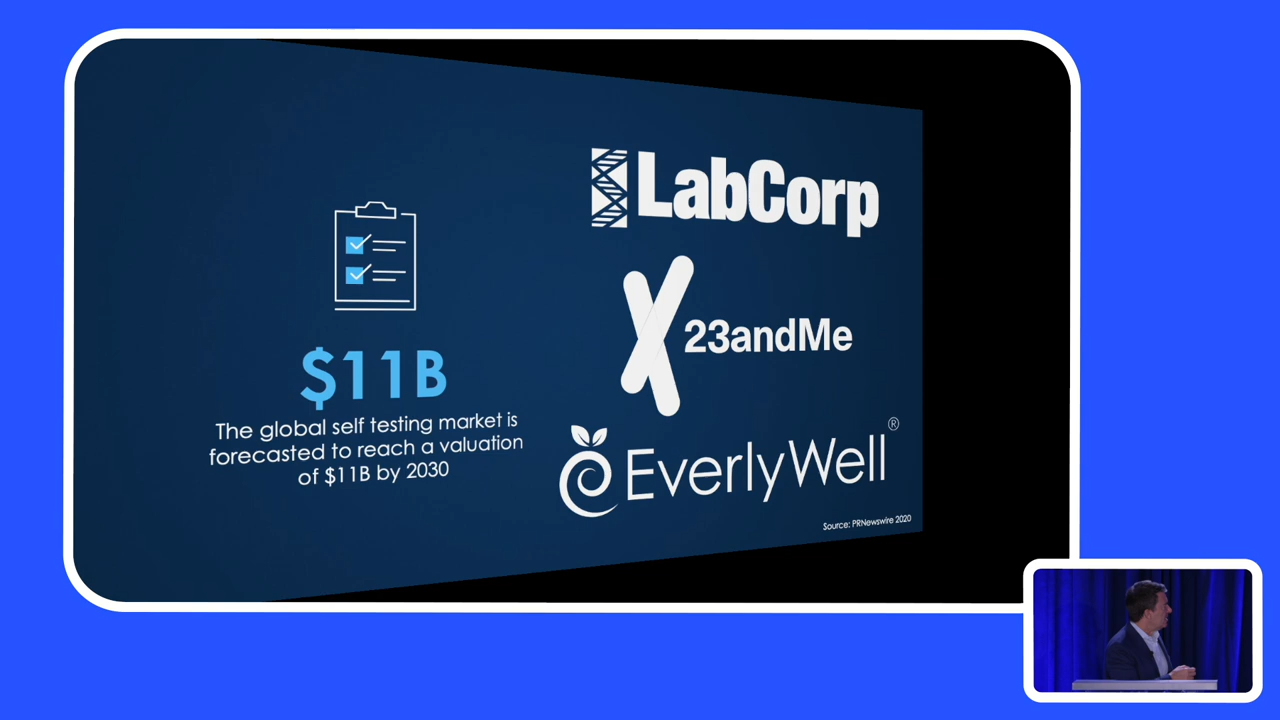 $11B
The global self testing market is
forecasted to reach a valuation
of $11B by 2030
LabCorp
23andMe
EverlyWell®
Source: PRNewswire 2020